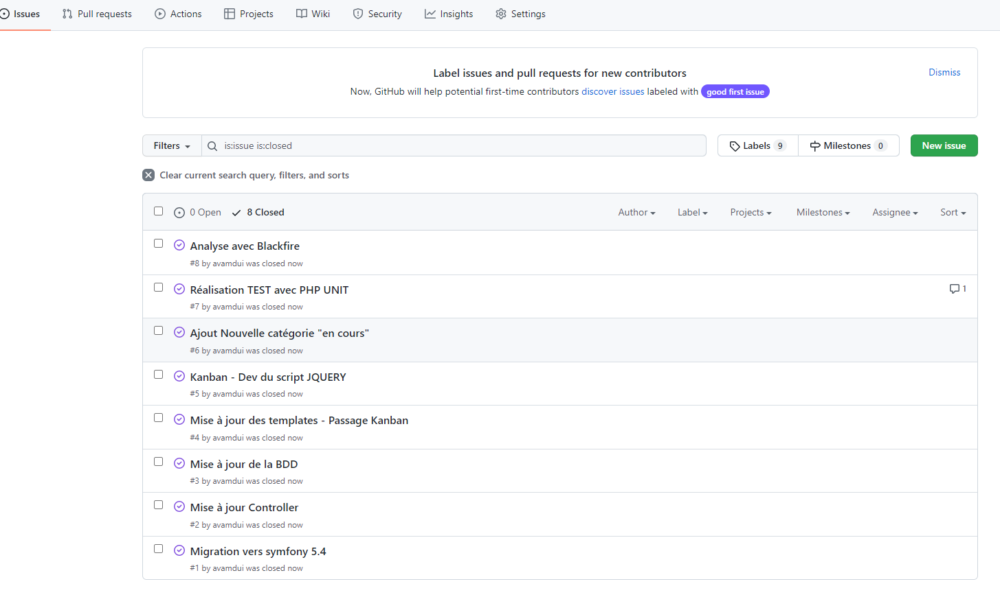 Issues Pull requests Actions Projects Wiki Security Insights Settings
Label issues and pull requests for new contributors
Dismiss
Now, GitHub will help potential first-time contributors discover issues labeled with good first issue
Filters is:issue is:closed Labels 9 Milestones 0 New issue
Clear current search query, filters, and sorts
0 Open 8 Closed Author Label Projects Milestones Assignee Sort
Analyse avec Blackfire
#8 by avamdui was closed now
Réalisation TEST avec PHP UNIT 1
#7 by avamdui was closed now
Ajout Nouvelle catégorie "en cours"
#6 by avamdui was closed now
Kanban - Dev du script JQUERY
#5 by avamdui was closed now
Mise à jour des templates - Passage Kanban
#4 by avamdui was closed now
Mise à jour de la BDD
#3 by avamdui was closed now
Mise à jour Controller
#2 by avamdui was closed now
Migration vers symfony 5.4
#1 by avamdui was closed now